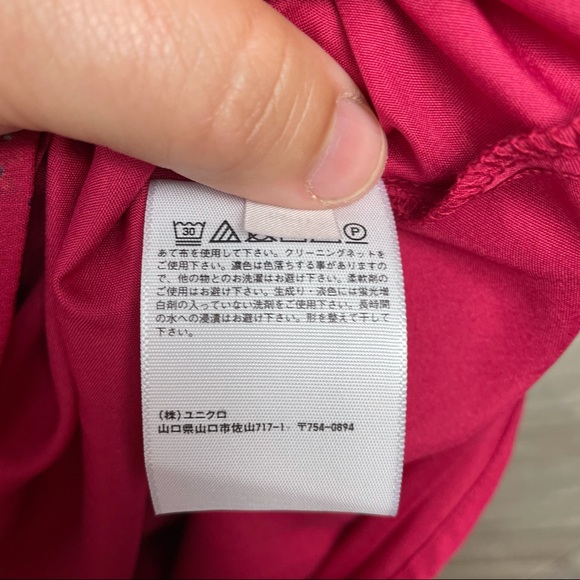 30 P
あて布を使用して下さい。クリーニングネットを
ご使用下さい。濃色は色落ちする事がありますの
で、他の物とのお洗濯はお避け下さい。柔軟剤の
ご使用はお避け下さい。生成り・淡色には蛍光増
白剤の入っていない洗剤をご使用下さい。長時間
の水への浸漬はお避け下さい。形を整えて干して
下さい。
(株)ユニクロ
山口県山口市佐山717-1 〒754-0894